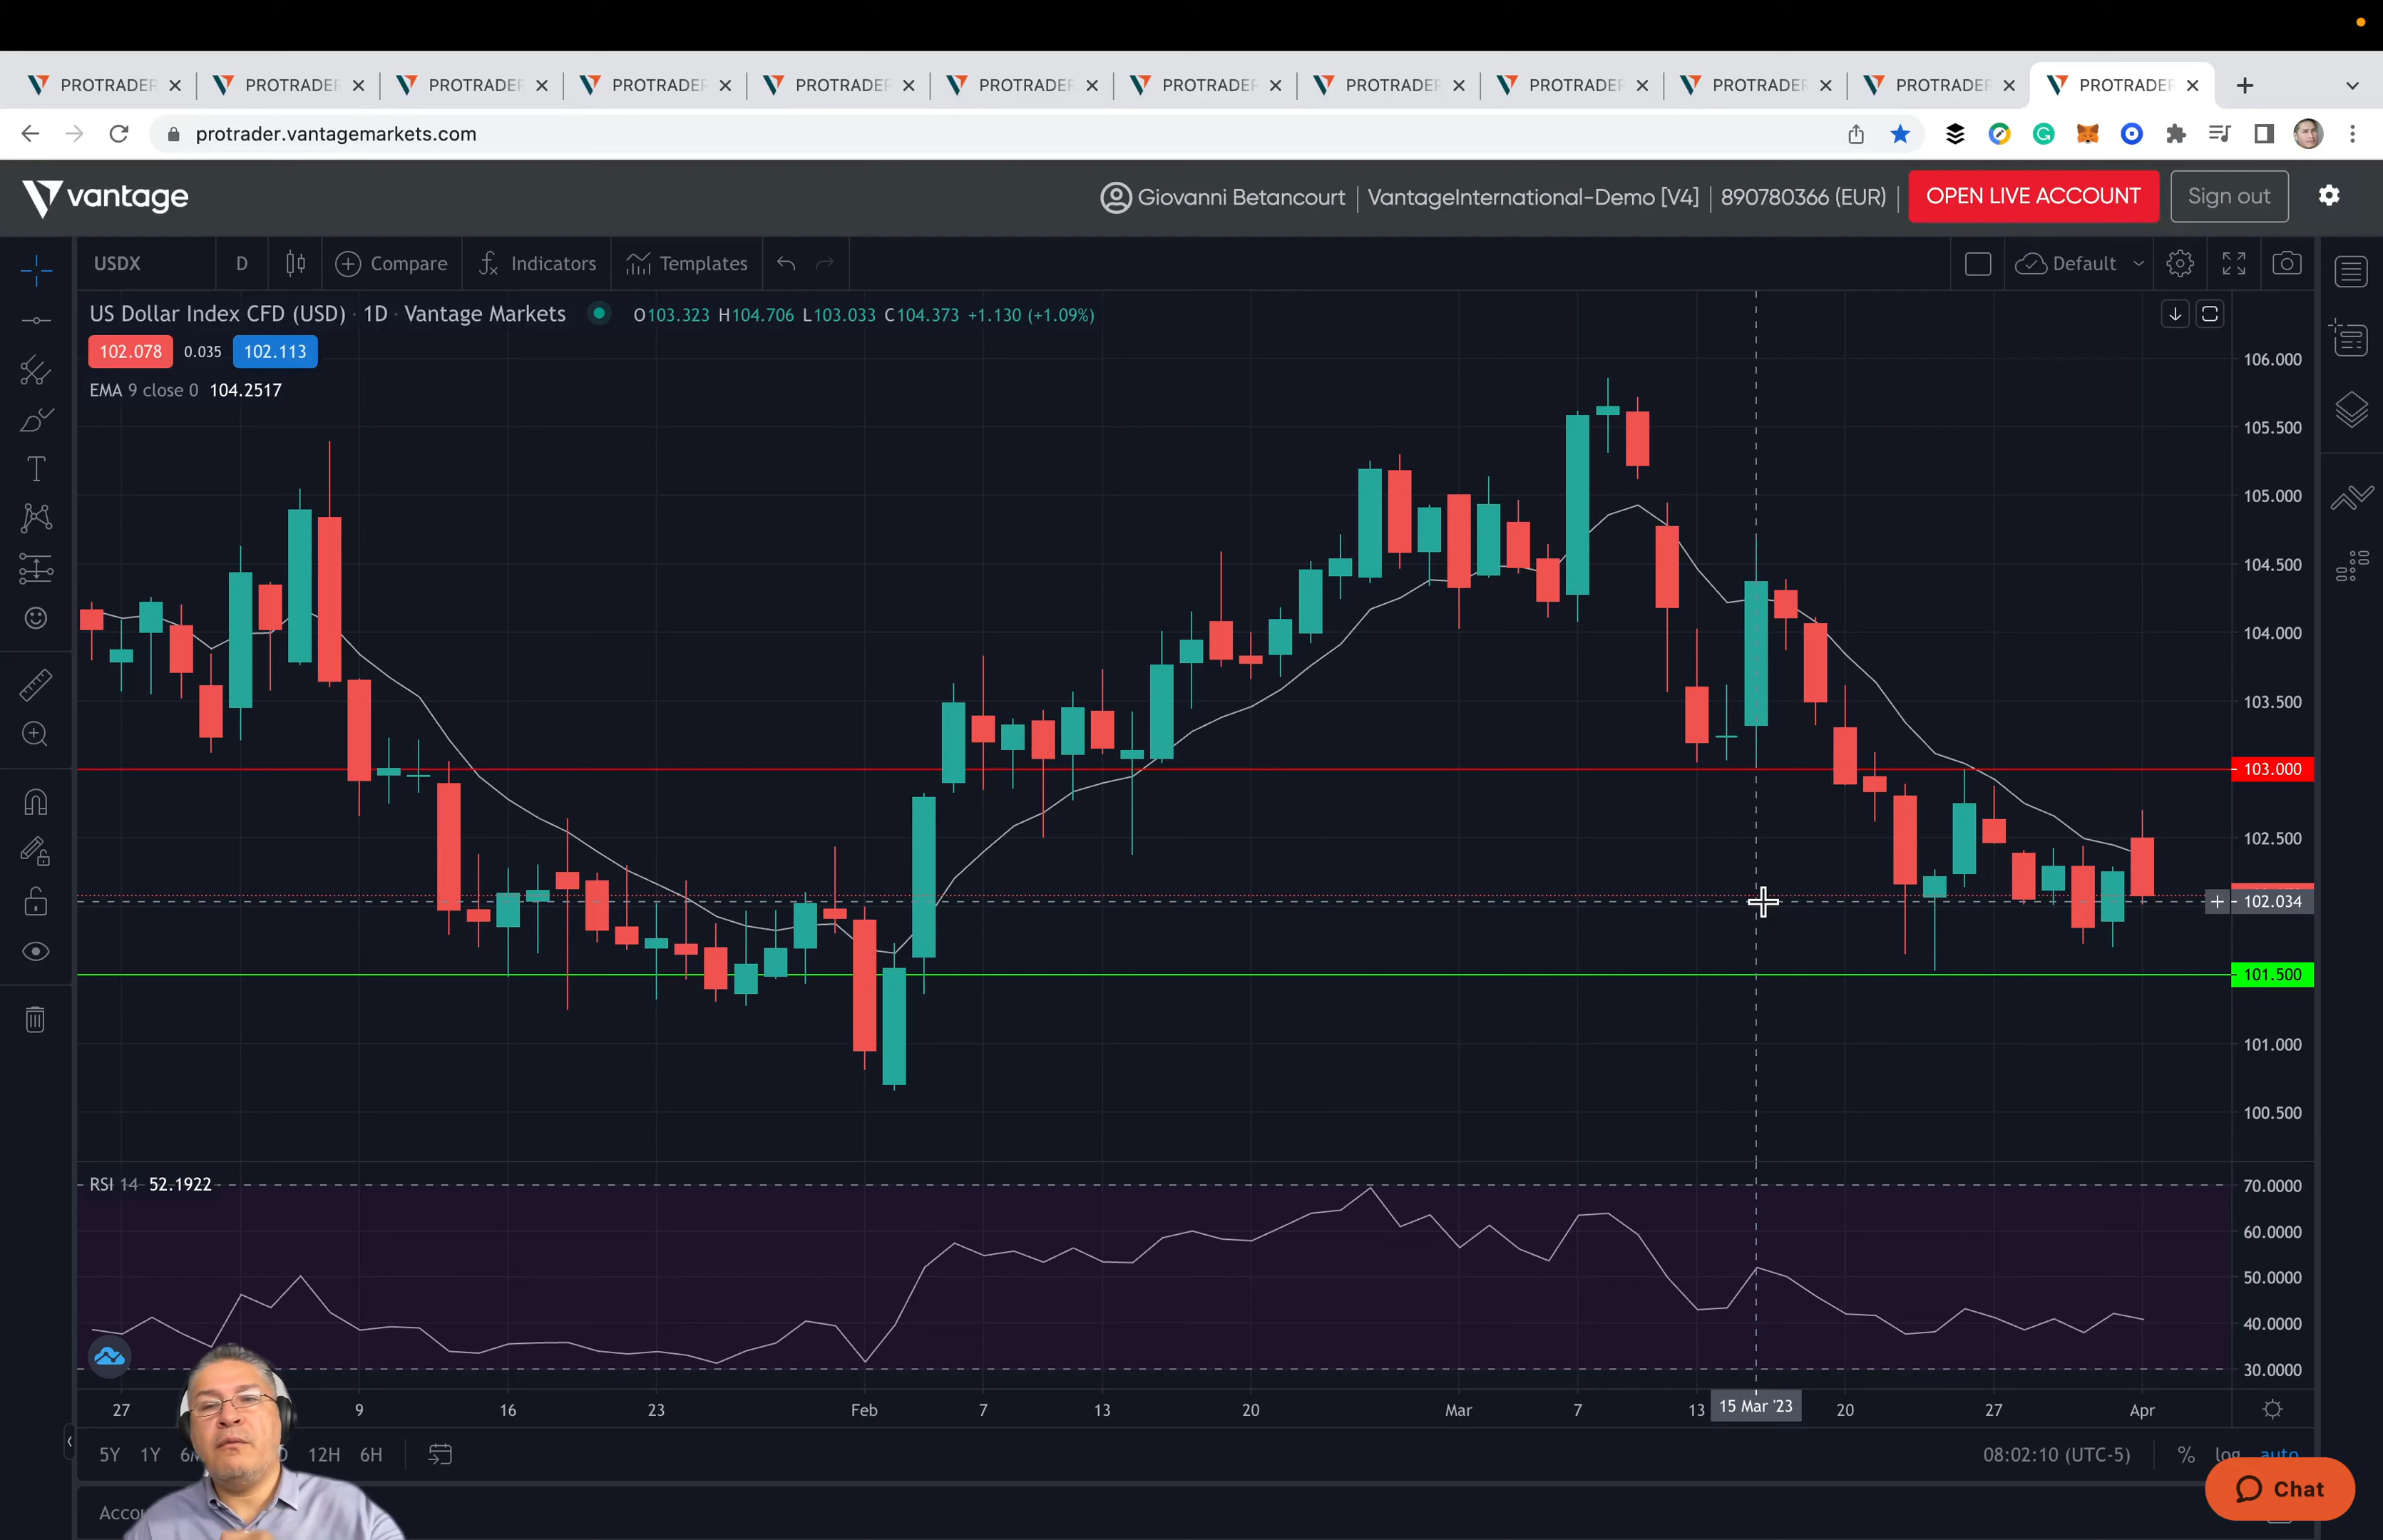 PROTRADER PROTRADER PROTRADER PROTRADER PROTRADER PROTRADER PROTRADER PROTRADER PROTRADER PROTRADER PROTRADER PROTRADER
protrader.vantagemarkets.com
vantage Giovanni Betancourt VantageInternational-Demo [V4] 890780366 (EUR) OPEN LIVE ACCOUNT Sign out
USDX D Compare Indicators Templates Default
US Dollar Index CFD (USD) · 1D · Vantage Markets O103.323 H104.706 L103.033 C104.373 +1.130 (+1.09%)
102.078 0.035 102.113
EMA 9 close 0 104.2517
106.000
105.500
105.000
104.500
104.000
103.500
103.000
102.500
102.034
101.500
101.000
100.500
RSI 14 52.1922
70.0000
60.0000
50.0000
40.0000
30.0000
27 9 16 23 Feb 7 13 20 Mar 7 13 15 Mar '23 20 27 Apr
5Y 1Y 12H 6H 08:02:10 (UTC-5) % log auto
Chat